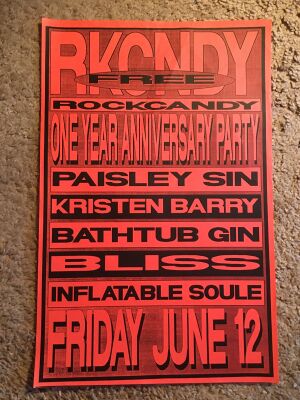 RKCNDY
FREE
ROCKCANDY
ONE YEAR ANNIVERSARY PARTY
PAISLEY SIN
KRISTEN BARRY
BATHTUB GIN
BLISS
INFLATABLE SOULE
FRIDAY JUNE 12